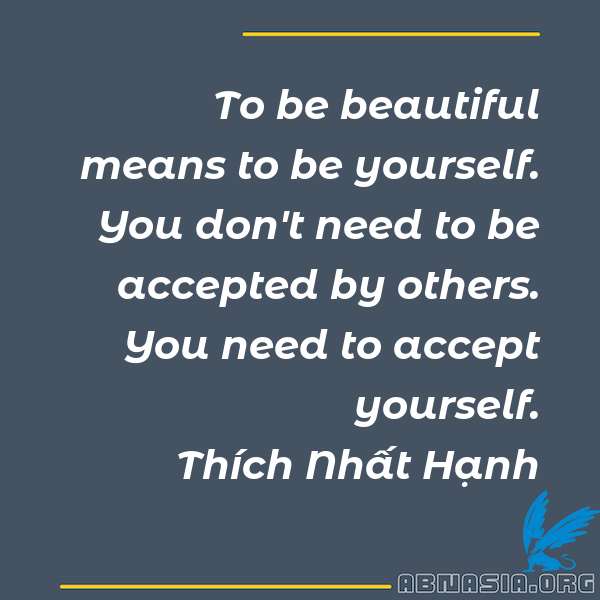 To be beautiful
means to be yourself.
You don't need to be
accepted by others.
You need to accept
yourself.
Thích Nhất Hạnh
ABNASIA.ORG